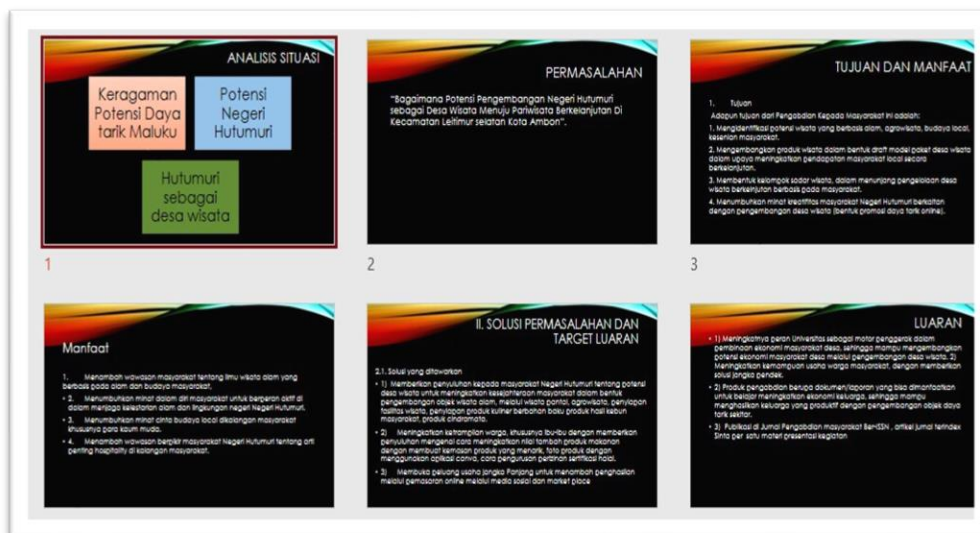 ANALISIS SITUASI
Keragaman
Potensi Daya
tarik Maluku
Potensi
Negeri
Hutumuri
Hutumuri
sebagai
desa wisata
1
PERMASALAHAN
"Bagaimana Potensi Pengembangan Negeri Hutumuri
sebagai Desa Wisata Menuju Pariwisata Berkelanjutan Di
Kecamatan Leitimur selatan Kota Ambon".
2
TUJUAN DAN MANFAAT
1. Tujuan
Adapun tujuan dari Pengabdian Kepada Masyarakat ini adalah:
1. Mengidentifikasi potensi wisata yang berbasis alam, agrowisata, budaya lokal,
kesenian masyarakat.
2. Mengembangkan produk wisata dalam bentuk draft model paket desa wisata
dalam upaya meningkatkan pendapatan masyarakat local secara
berkelanjutan.
3. Membentuk kelompok sadar wisata, dalam menunjang pengelolaan desa
wisata berkelnjutan berbasis pada masyarakat.
4. Menumbuhkan minat kreatifitas masyarakat Negeri Hutumuri berkaitan
dengan pengembangan desa wisata (bentuk promosi daya tarik online).
3
Manfaat
1. Menambah wawasan masyarakat tentang ilmu wisata alam yang
berbasis pada alam dan budaya masyarakat.
• 2. Menumbuhkan minat dalam diri masyarakat untuk berperan aktif di
dalam menjaga kelestarian alam dan lingkungan negeri Negeri Hutumuri.
• 3. Menumbuhkan minat cinta budaya local dikalangan masyarakat
khususnya para kaum muda.
• 4. Menambah wawasan berpikir masyarakat Negeri Hutumuri tentang arti
penting hospitality di kalangan masyarakat.
II. SOLUSI PERMASALAHAN DAN
TARGET LUARAN
2.1. Solusi yang ditawarkan
• 1) Memberikan penyuluhan kepada masyarakat Negeri Hutumuri tentang potensi
desa wisata untuk meningkatkan kesejahteraan masyarakat dalam bentuk
pengembangan objek wisata alam, melalui wisata pantai, agrowisata, penyiapan
fasilitas wisata, penyiapan produk kuliner berbahan baku produk hasil kebun
masyarakat, produk cindramata.
• 2) Meningkatkan ketrampilan warga, khususnya ibu-ibu dengan memberikan
penyuluhan mengenai cara meningkatkan nilai tambah produk makanan
dengan membuat kemasan produk yang menarik, foto produk dengan
menggunakan aplikasi canva, cara pengurusan perizinan sertifikasi halal.
• 3) Membuka peluang usaha jangka Panjang untuk menambah penghasilan
melalui pemasaran online melalui media sosial dan market place
LUARAN
• 1) Meningkatnya peran Universitas sebagai motor penggerak dalam
pembinaan ekonomi masyarakat desa, sehingga mampu mengembangkan
potensi ekonomi masyarakat desa melalui pengembangan desa wisata. 2)
Meningkatkan kemampuan usaha warga masyarakat, dengan memberikan
solusi jangka pendek.
• 2) Produk pengabdian berupa dokumen/laporan yang bisa dimanfaatkan
untuk belajar meningkatkan ekonomi keluarga, sehingga mampu
menghasilkan keluarga yang produktif dengan pengembangan objek daya
tarik sekitar.
• 3) Publikasi di Jurnal Pengabdian masyarakat Ber-ISSN , artikel jurnal terindex
Sinta per satu materi presentasi kegiatan